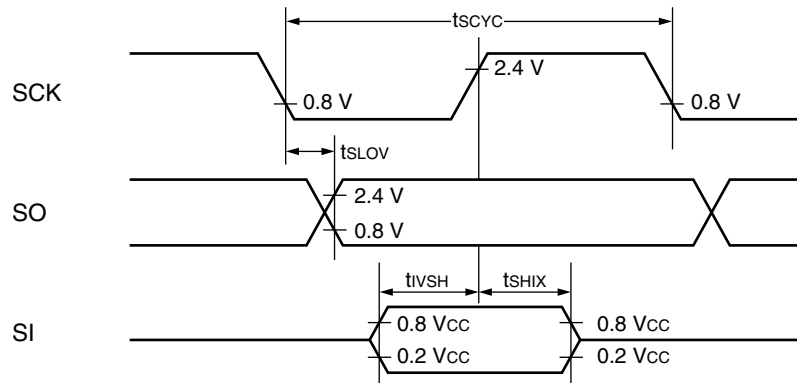 tSCYC
SCK
2.4 V
0.8 V
0.8 V
tSLOV
SO
2.4 V
0.8 V
tIVSH
tSHIX
SI
0.8 VCC
0.8 VCC
0.2 VCC
0.2 VCC